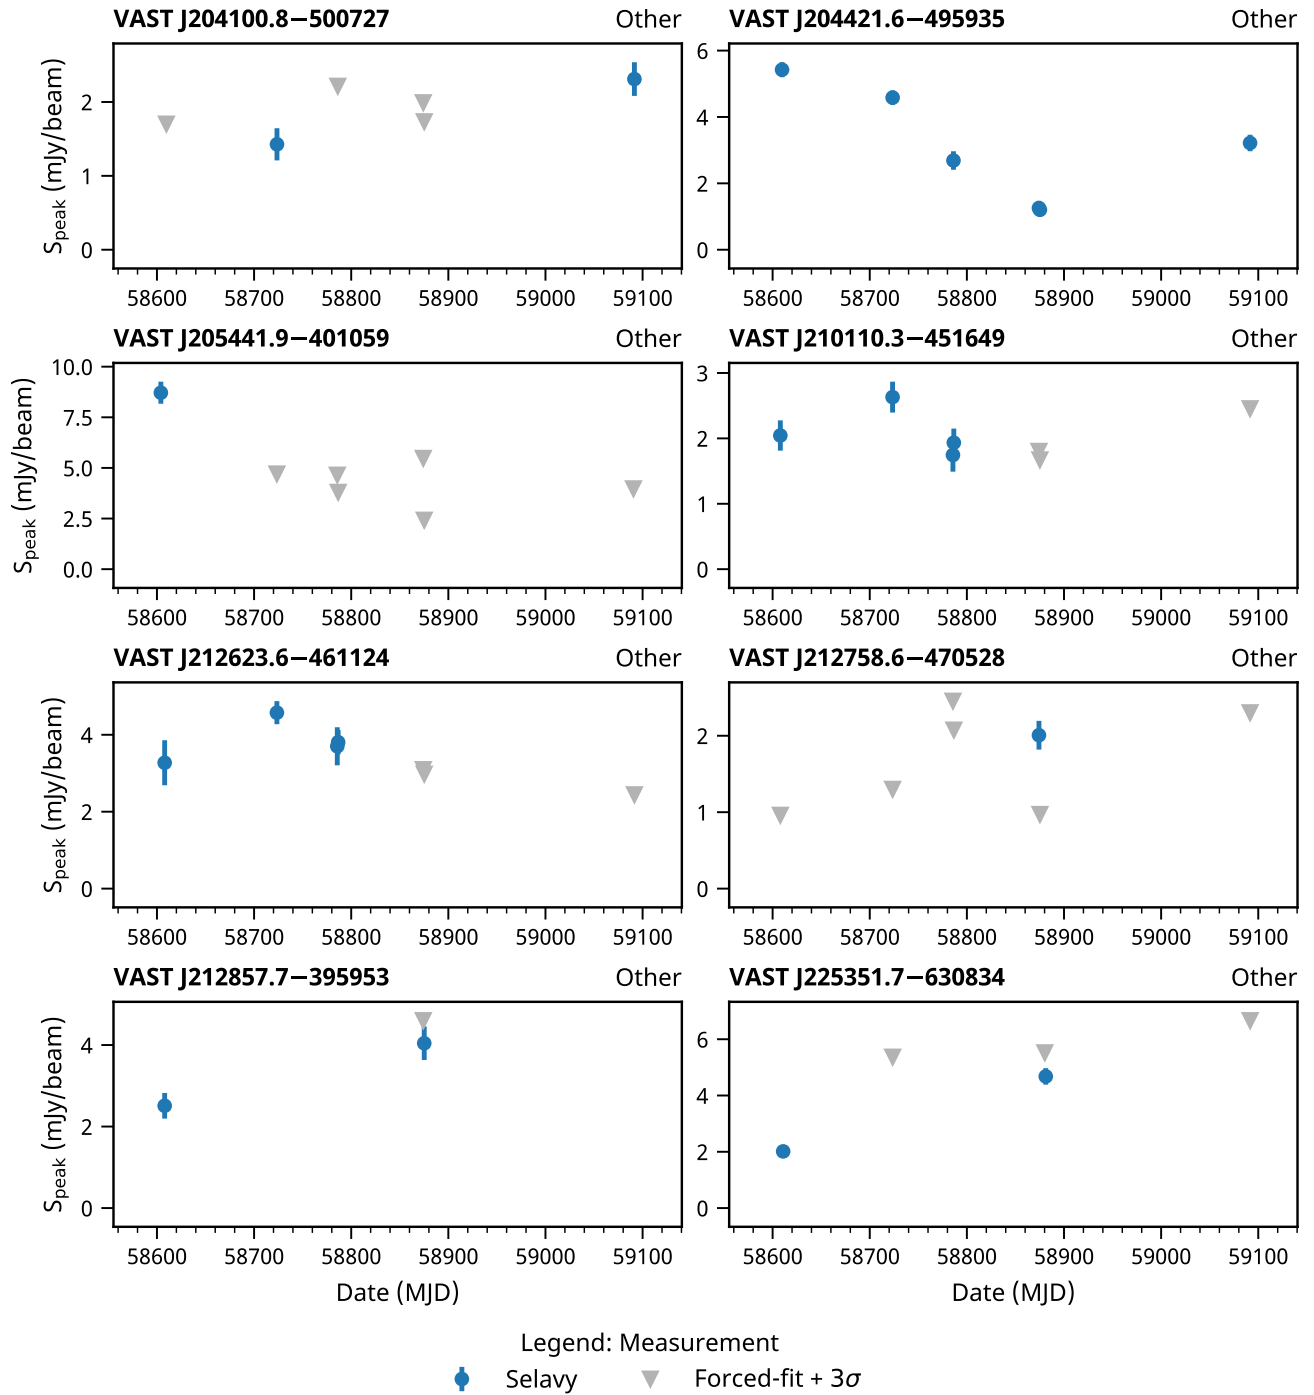 VAST J204100.8−500727 Other
VAST J204421.6−495935 Other
Speak (mJy/beam)
2
1
0
6
4
2
0
58600 58700 58800 58900 59000 59100
58600 58700 58800 58900 59000 59100
VAST J205441.9−401059 Other
VAST J210110.3−451649 Other
Speak (mJy/beam)
10.0
7.5
5.0
2.5
0.0
3
2
1
0
58600 58700 58800 58900 59000 59100
58600 58700 58800 58900 59000 59100
VAST J212623.6−461124 Other
VAST J212758.6−470528 Other
Speak (mJy/beam)
4
2
0
2
1
0
58600 58700 58800 58900 59000 59100
58600 58700 58800 58900 59000 59100
VAST J212857.7−395953 Other
VAST J225351.7−630834 Other
Speak (mJy/beam)
4
2
0
6
4
2
0
58600 58700 58800 58900 59000 59100
58600 58700 58800 58900 59000 59100
Date (MJD)
Date (MJD)
Legend: Measurement
Selavy Forced-fit + 3σ